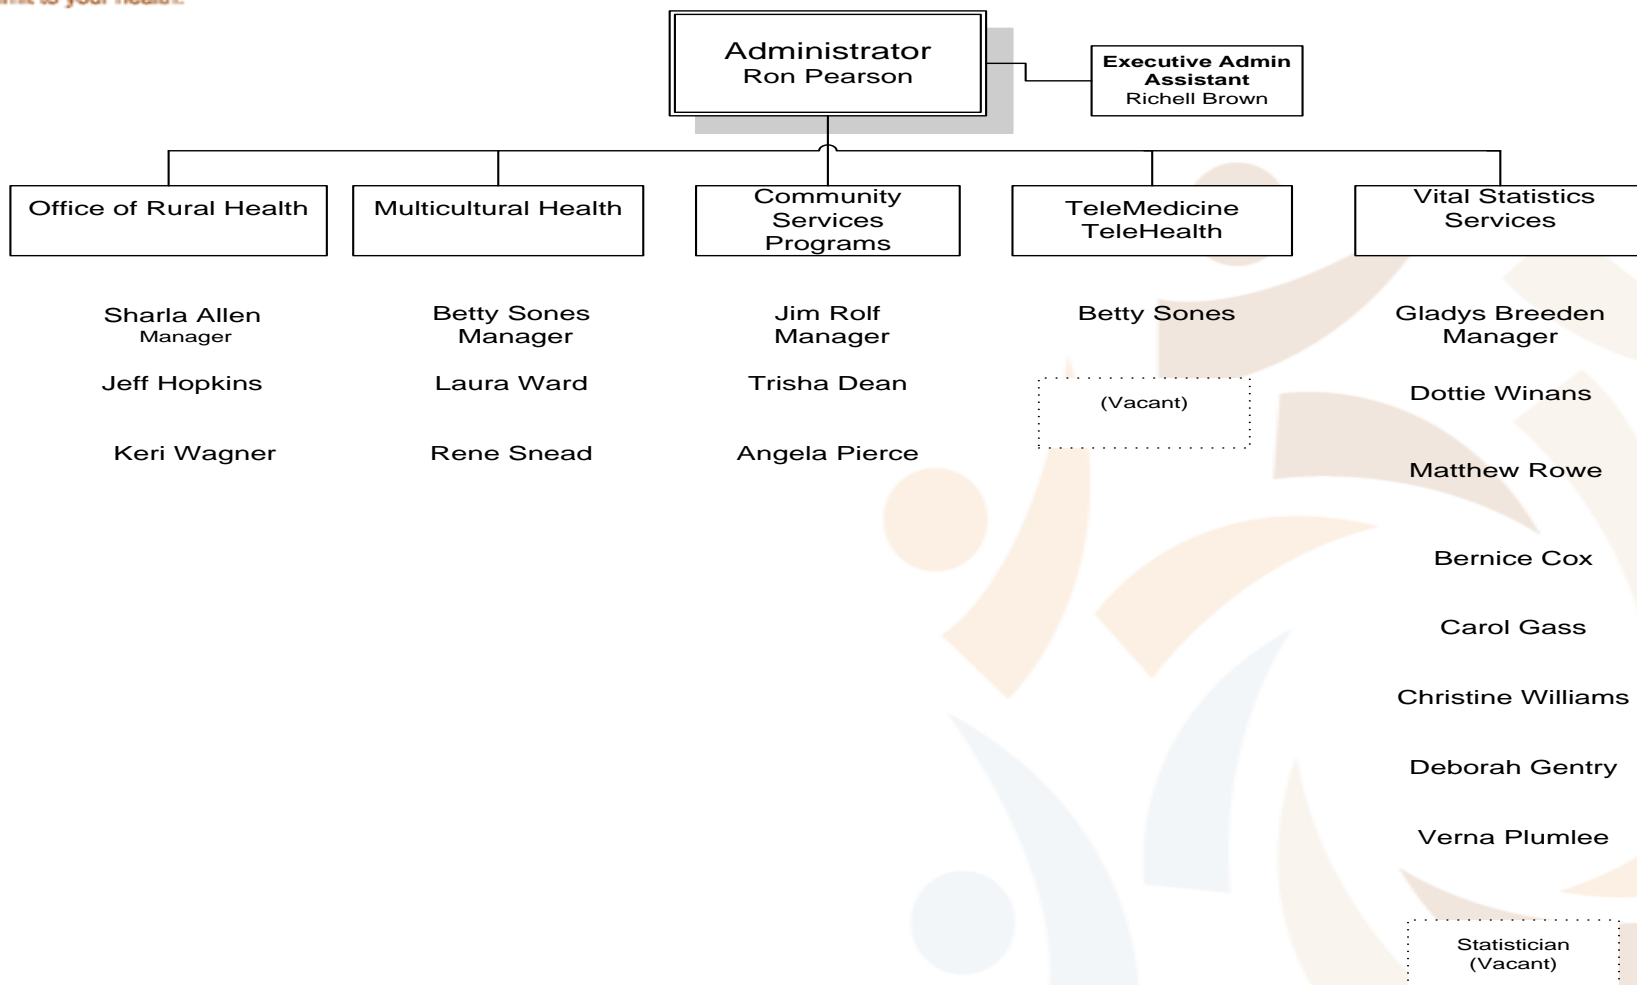 to your health.
Administrator
Ron Pearson
Executive Admin
Assistant
Richell Brown
Office of Rural Health
Multicultural Health
Community
Services
Programs
TeleMedicine
TeleHealth
Vital Statistics
Services
Sharla Allen
Manager
Jeff Hopkins
Keri Wagner
Betty Sones
Manager
Laura Ward
Rene Snead
Jim Rolf
Manager
Trisha Dean
Angela Pierce
Betty Sones
(Vacant)
Gladys Breeden
Manager
Dottie Winans
Matthew Rowe
Bernice Cox
Carol Gass
Christine Williams
Deborah Gentry
Verna Plumlee
Statistician
(Vacant)